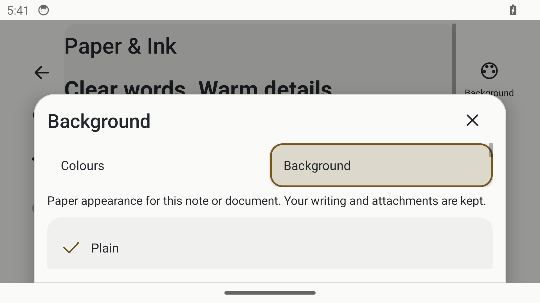 5:41
Paper & Ink
Clear words. Warm details
Background
Background
Colours
Background
Paper appearance for this note or document. Your writing and attachments are kept.
Plain